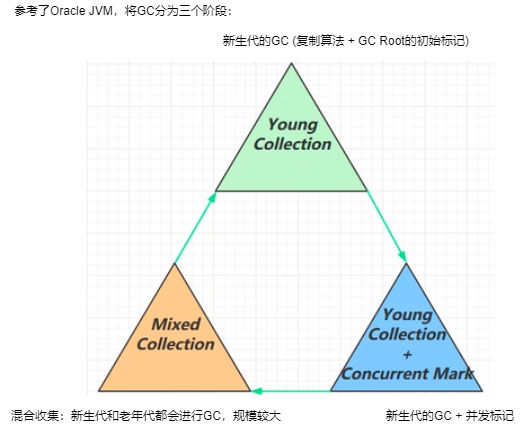 参考了Oracle JVM，将GC分为三个阶段：
新生代的GC (复制算法 + GC Root的初始标记)
Young
Collection
Mixed
Collection
Young
Collection
+
Concurrent Mark
混合收集：新生代和老年代都会进行GC，规模较大
新生代的GC + 并发标记